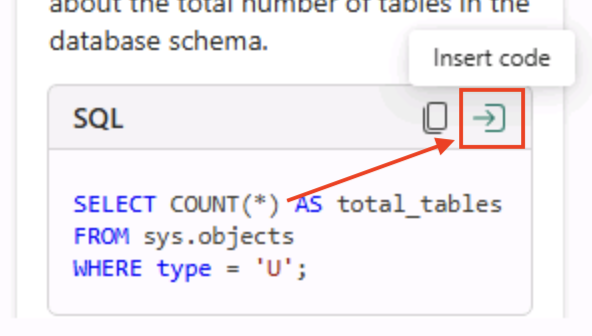 about the total number of tables in the
database schema.
Insert code
SQL
SELECT COUNT(*) AS total_tables
FROM sys.objects
WHERE type = 'U';